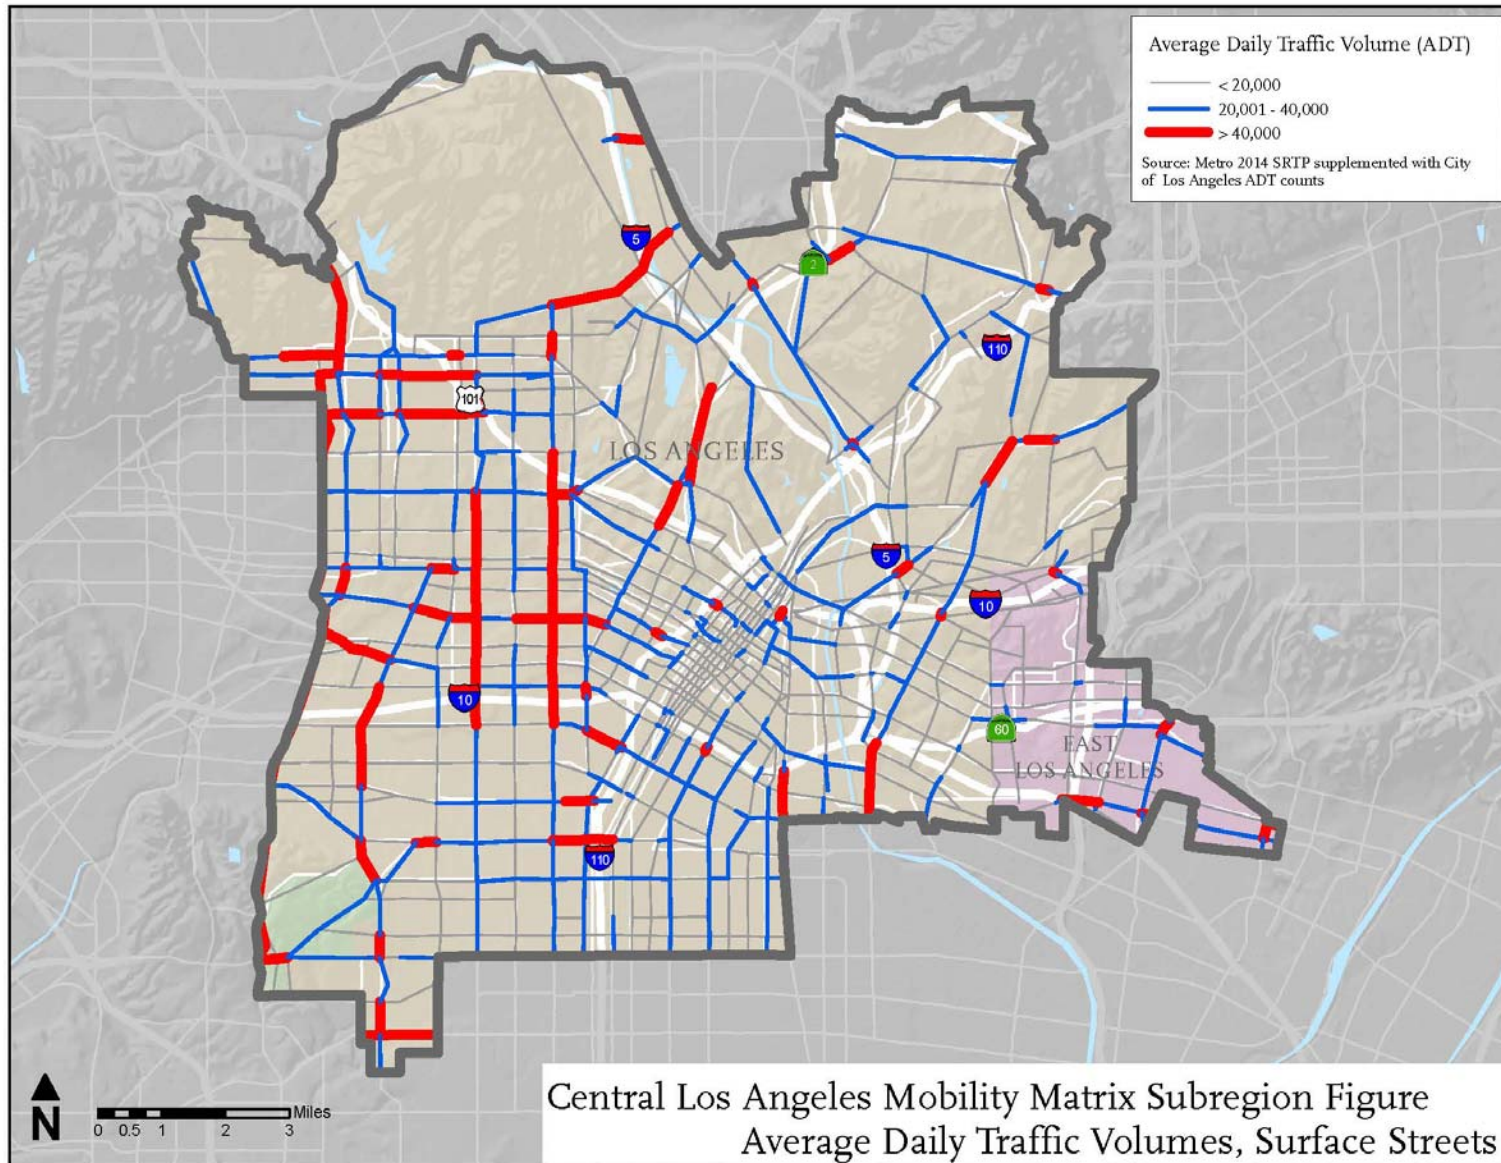 Average Daily Traffic Volume (ADT)
< 20,000
20,001 - 40,000
> 40,000
Source: Metro 2014 SRTP supplemented with City
of Los Angeles ADT counts
5
2
110
101
LOS ANGELES
5
10
10
60
EAST
LOS ANGELES
110
N
0 0.5 1 2 3 Miles
Central Los Angeles Mobility Matrix Subregion Figure
Average Daily Traffic Volumes, Surface Streets